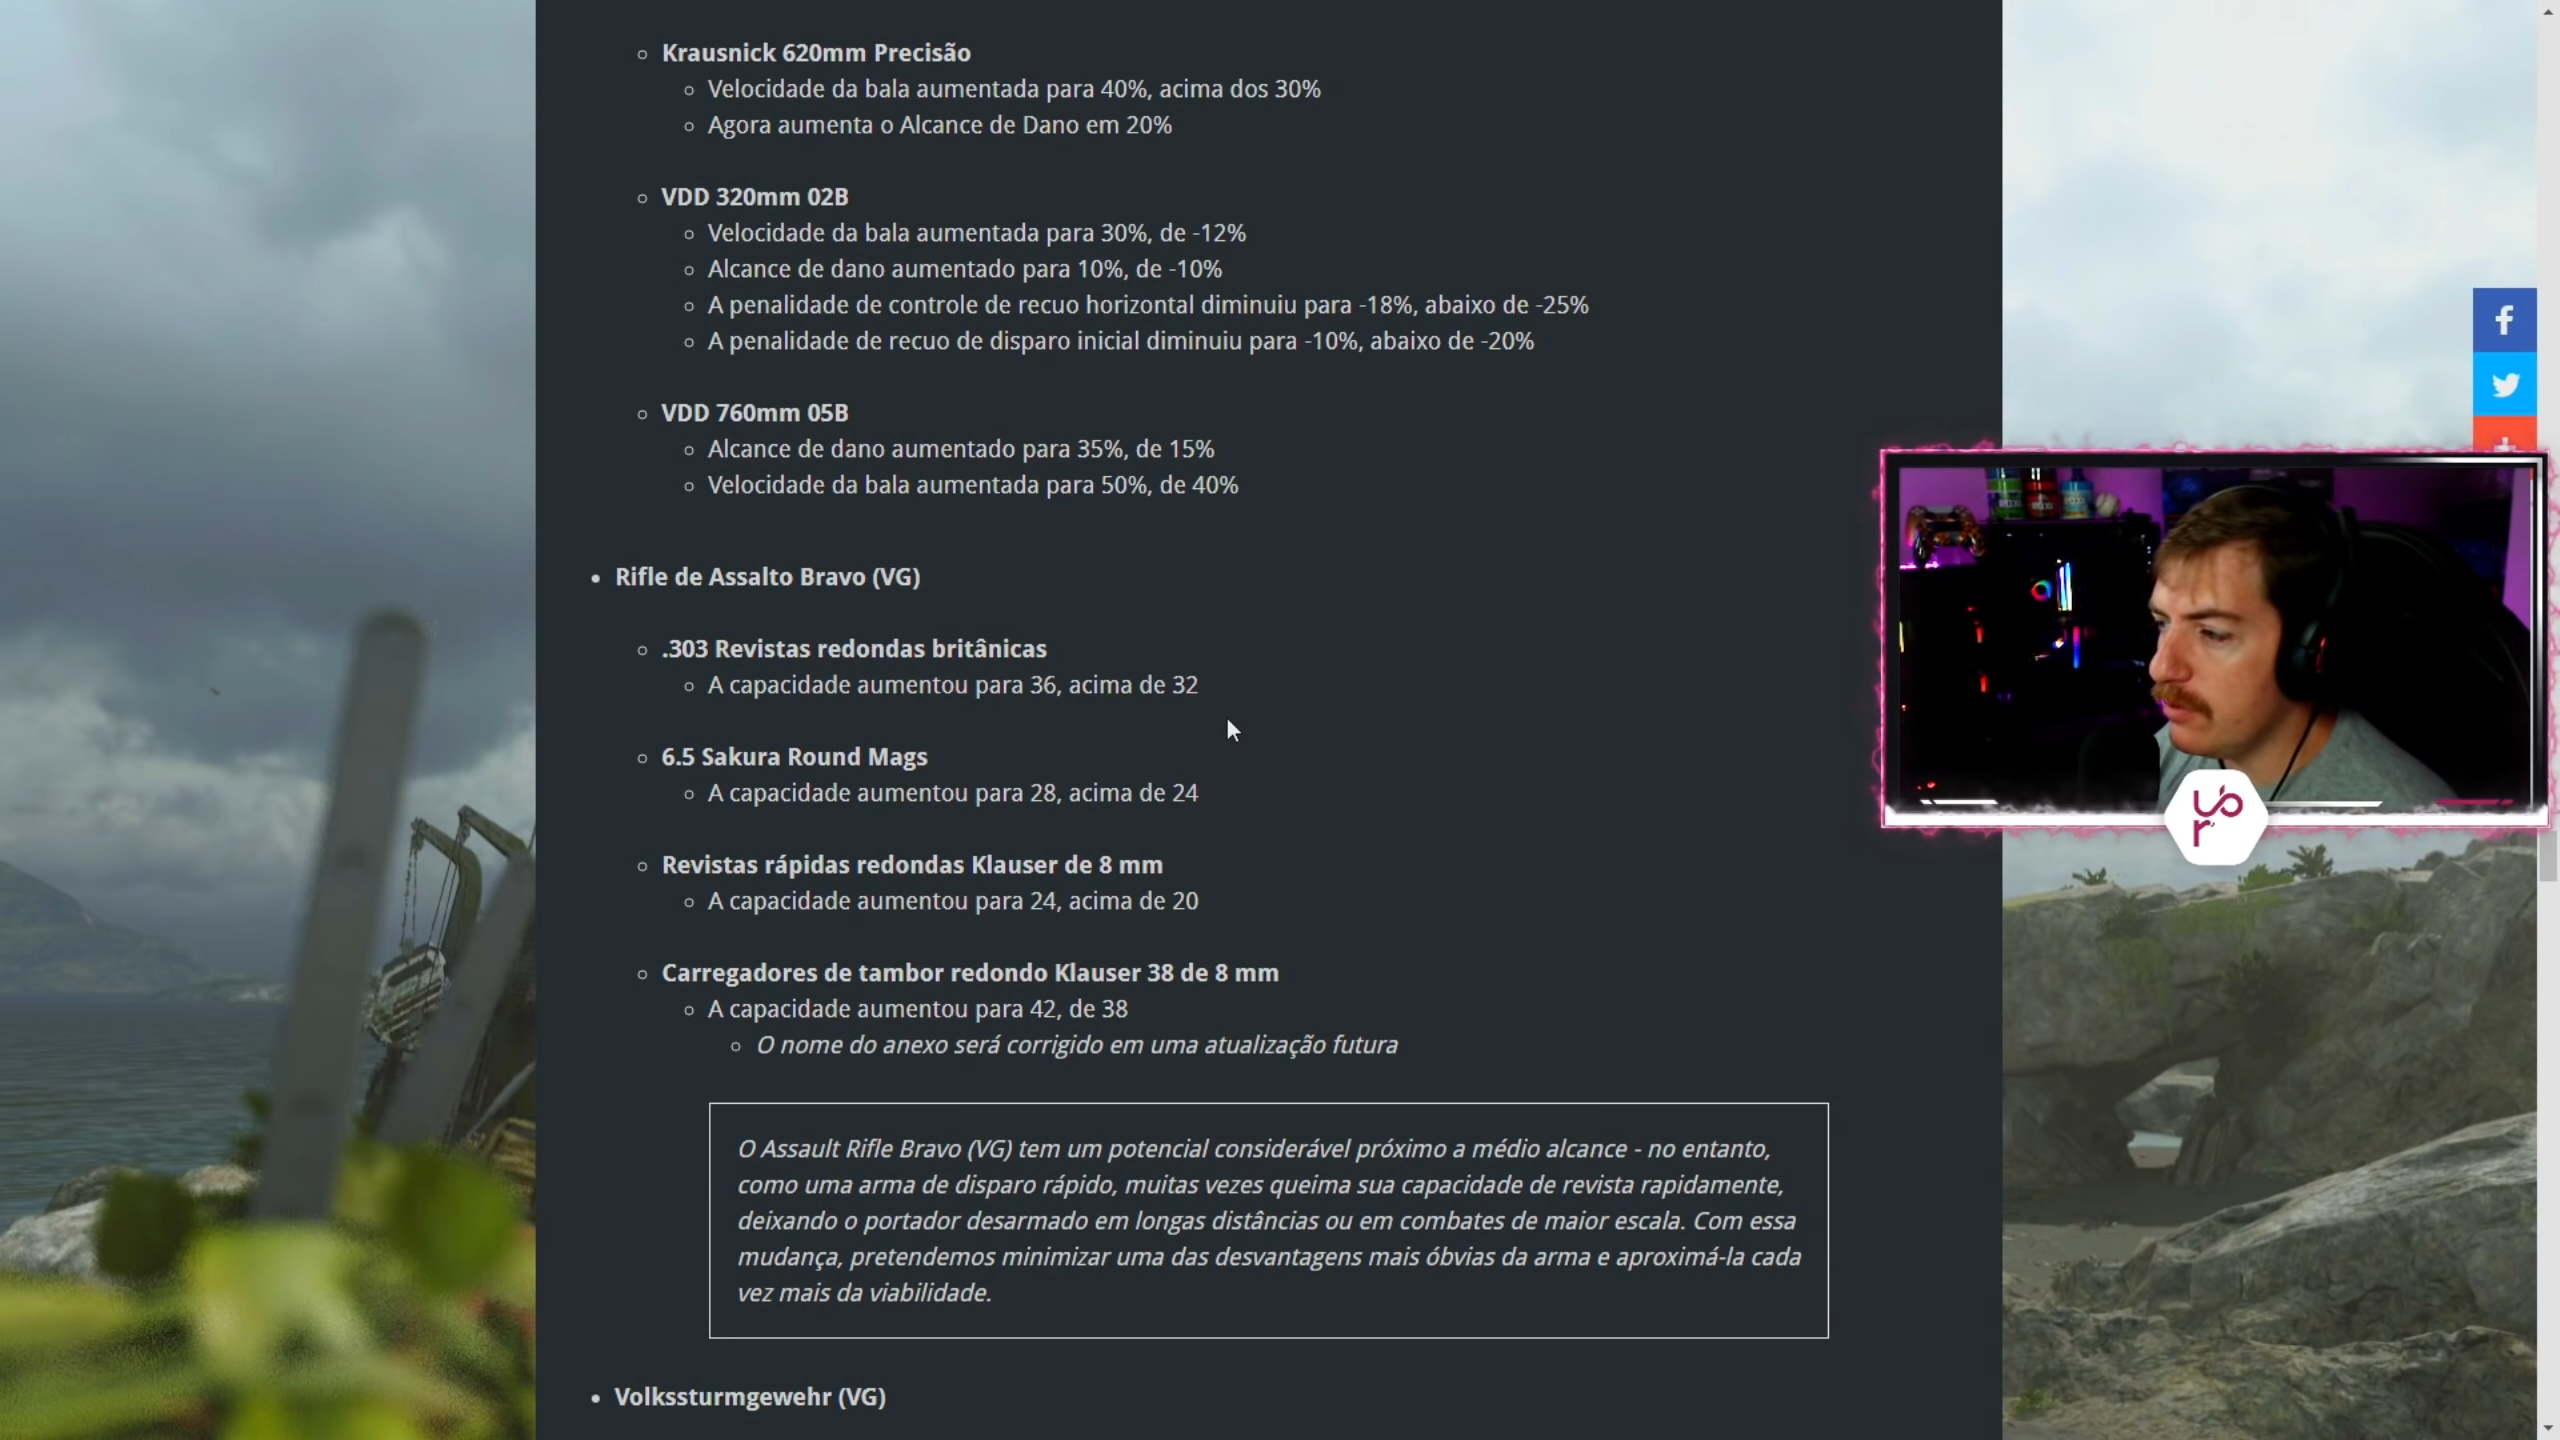 Krausnick 620mm Precisão
Velocidade da bala aumentada para 40%, acima dos 30%
Agora aumenta o Alcance de Dano em 20%
VDD 320mm 02B
Velocidade da bala aumentada para 30%, de -12%
Alcance de dano aumentado para 10%, de -10%
A penalidade de controle de recuo horizontal diminuiu para -18%, abaixo de -25%
A penalidade de recuo de disparo inicial diminuiu para -10%, abaixo de -20%
VDD 760mm 05B
Alcance de dano aumentado para 35%, de 15%
Velocidade da bala aumentada para 50%, de 40%
Rifle de Assalto Bravo (VG)
.303 Revistas redondas britânicas
A capacidade aumentou para 36, acima de 32
6.5 Sakura Round Mags
A capacidade aumentou para 28, acima de 24
Revistas rápidas redondas Klauser de 8 mm
A capacidade aumentou para 24, acima de 20
Carregadores de tambor redondo Klauser 38 de 8 mm
A capacidade aumentou para 42, de 38
O nome do anexo será corrigido em uma atualização futura
O Assault Rifle Bravo (VG) tem um potencial considerável próximo a médio alcance - no entanto,
como uma arma de disparo rápido, muitas vezes queima sua capacidade de revista rapidamente,
deixando o portador desarmado em longas distâncias ou em combates de maior escala. Com essa
mudança, pretendemos minimizar uma das desvantagens mais óbvias da arma e aproximá-la cada
vez mais da viabilidade.
Volkssturmgewehr (VG)